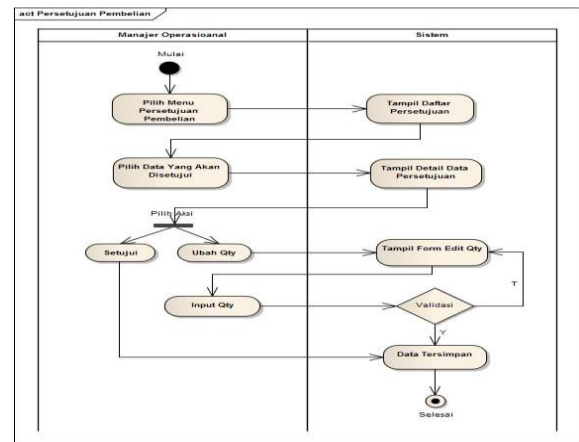 act Persetujuan Pembelian
Manajer Operasioanal
Sistem
Mulai
Pilih Menu
Persetujuan
Pembelian
Tampil Daftar
Persetujuan
Pilih Data Yang Akan
Disetujui
Tampil Detail Data
Persetujuan
Pilih Aksi
Setujui
Ubah Qty
Tampil Form Edit Qty
Input Qty
Validasi
T
Y
Data Tersimpan
Selesai